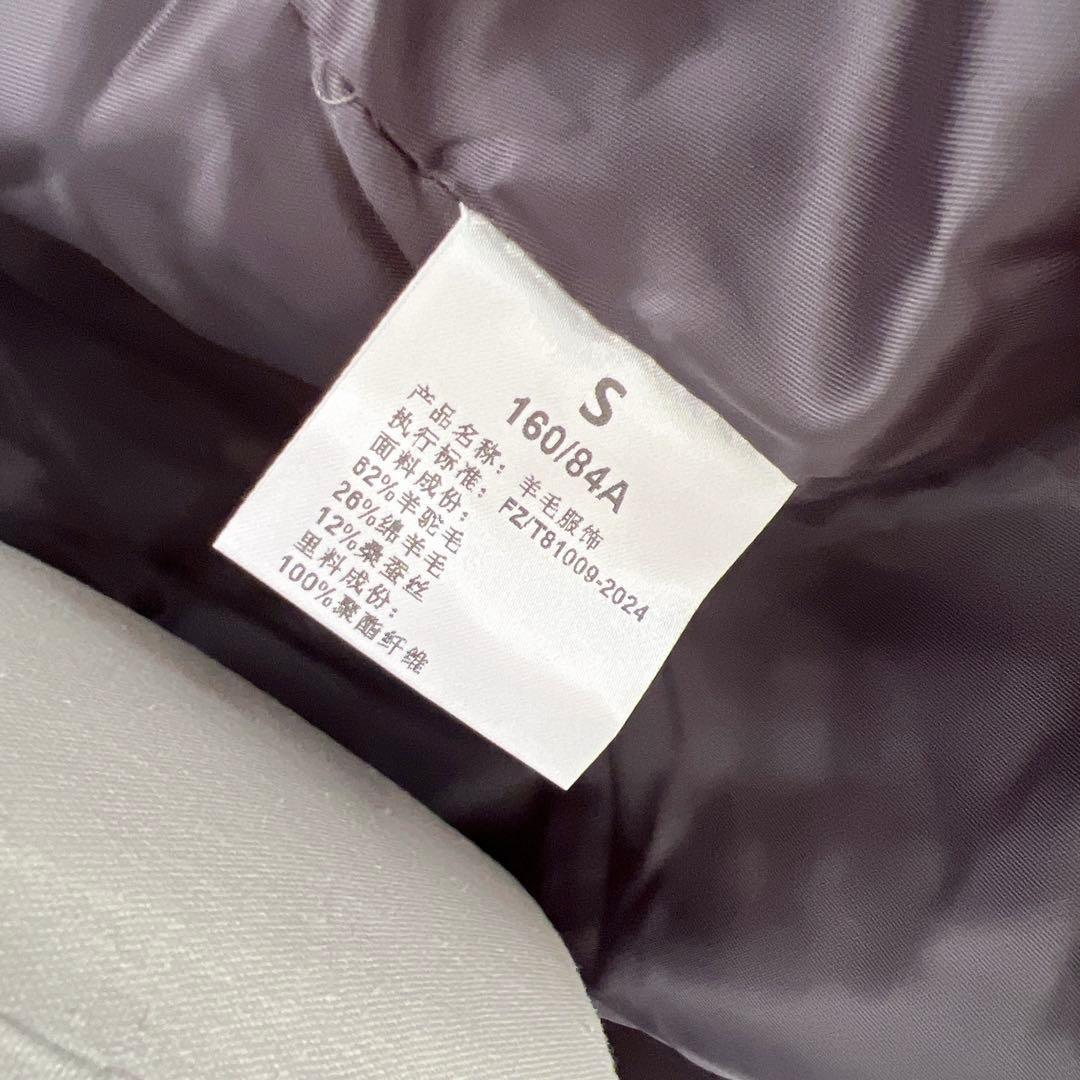 S
160/84A
产品名称：羊毛服饰
执行标准：FZ/T81009-2024
面料成份：
62%羊驼毛
26%绵羊毛
12%桑蚕丝
里料成份：
100%聚酯纤维